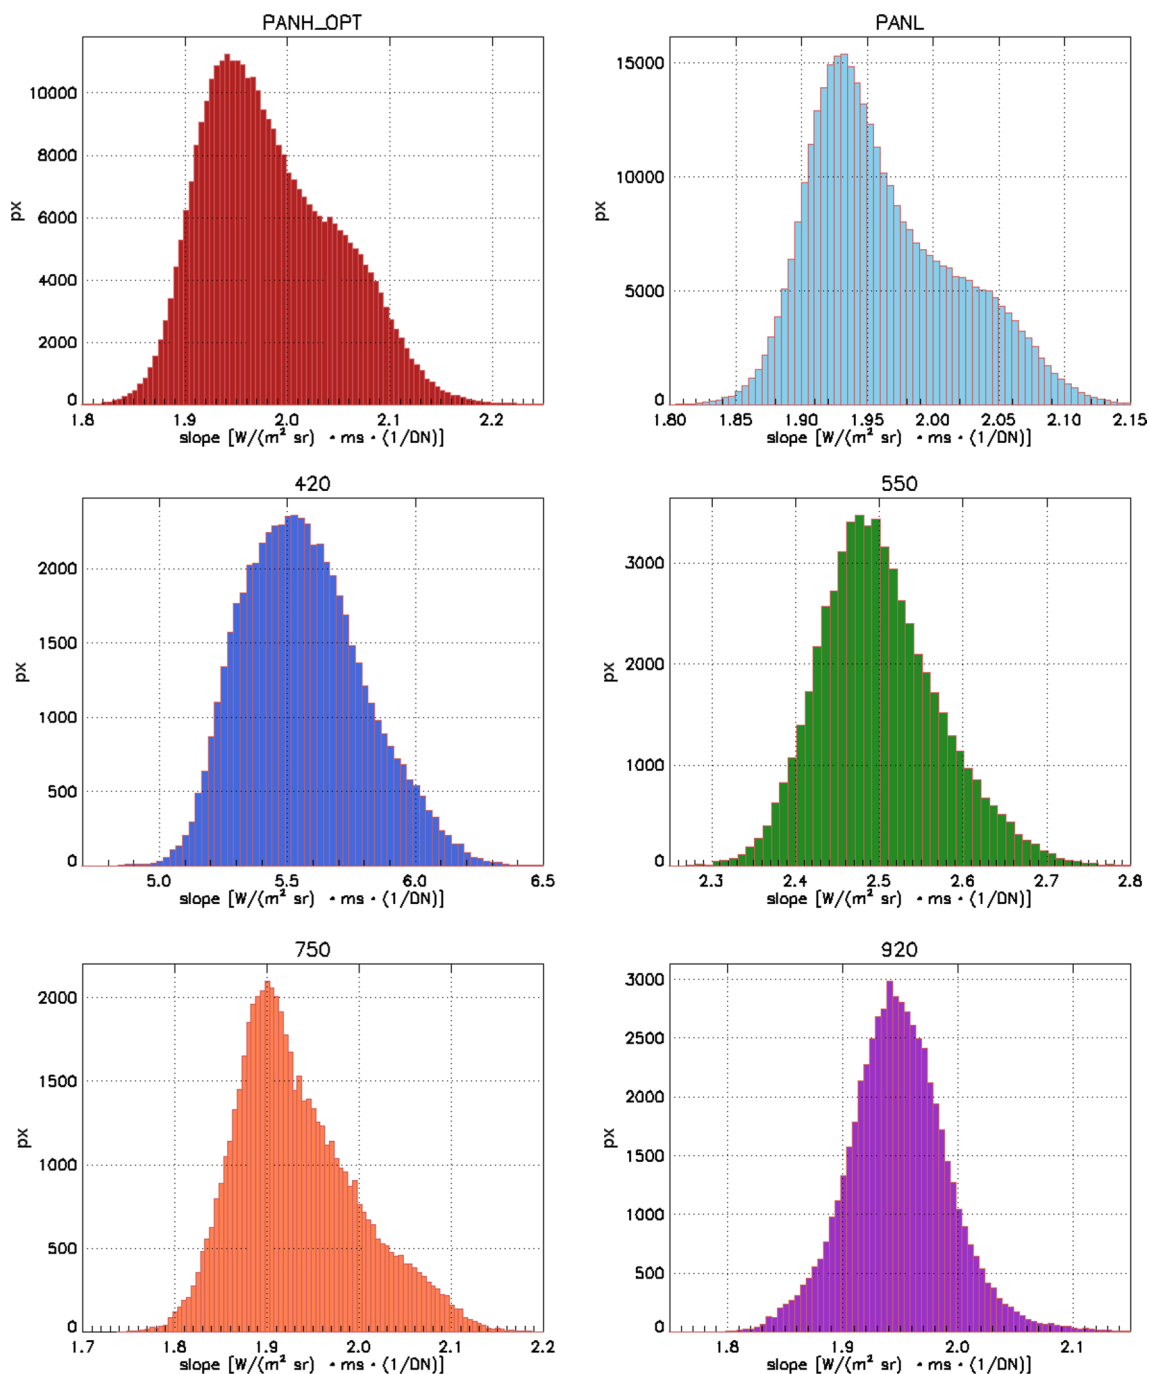 PANH_OPT
px
10000
8000
6000
4000
2000
0
1.8 1.9 2.0 2.1 2.2
slope [W/(m² sr) · ms · (1/DN)]
PANL
px
15000
10000
5000
0
1.80 1.85 1.90 1.95 2.00 2.05 2.10 2.15
slope [W/(m² sr) · ms · (1/DN)]
420
px
2000
1500
1000
500
0
5.0 5.5 6.0 6.5
slope [W/(m² sr) · ms · (1/DN)]
550
px
3000
2000
1000
0
2.3 2.4 2.5 2.6 2.7 2.8
slope [W/(m² sr) · ms · (1/DN)]
750
px
2000
1500
1000
500
0
1.7 1.8 1.9 2.0 2.1 2.2
slope [W/(m² sr) · ms · (1/DN)]
920
px
3000
2500
2000
1500
1000
500
0
1.8 1.9 2.0 2.1
slope [W/(m² sr) · ms · (1/DN)]